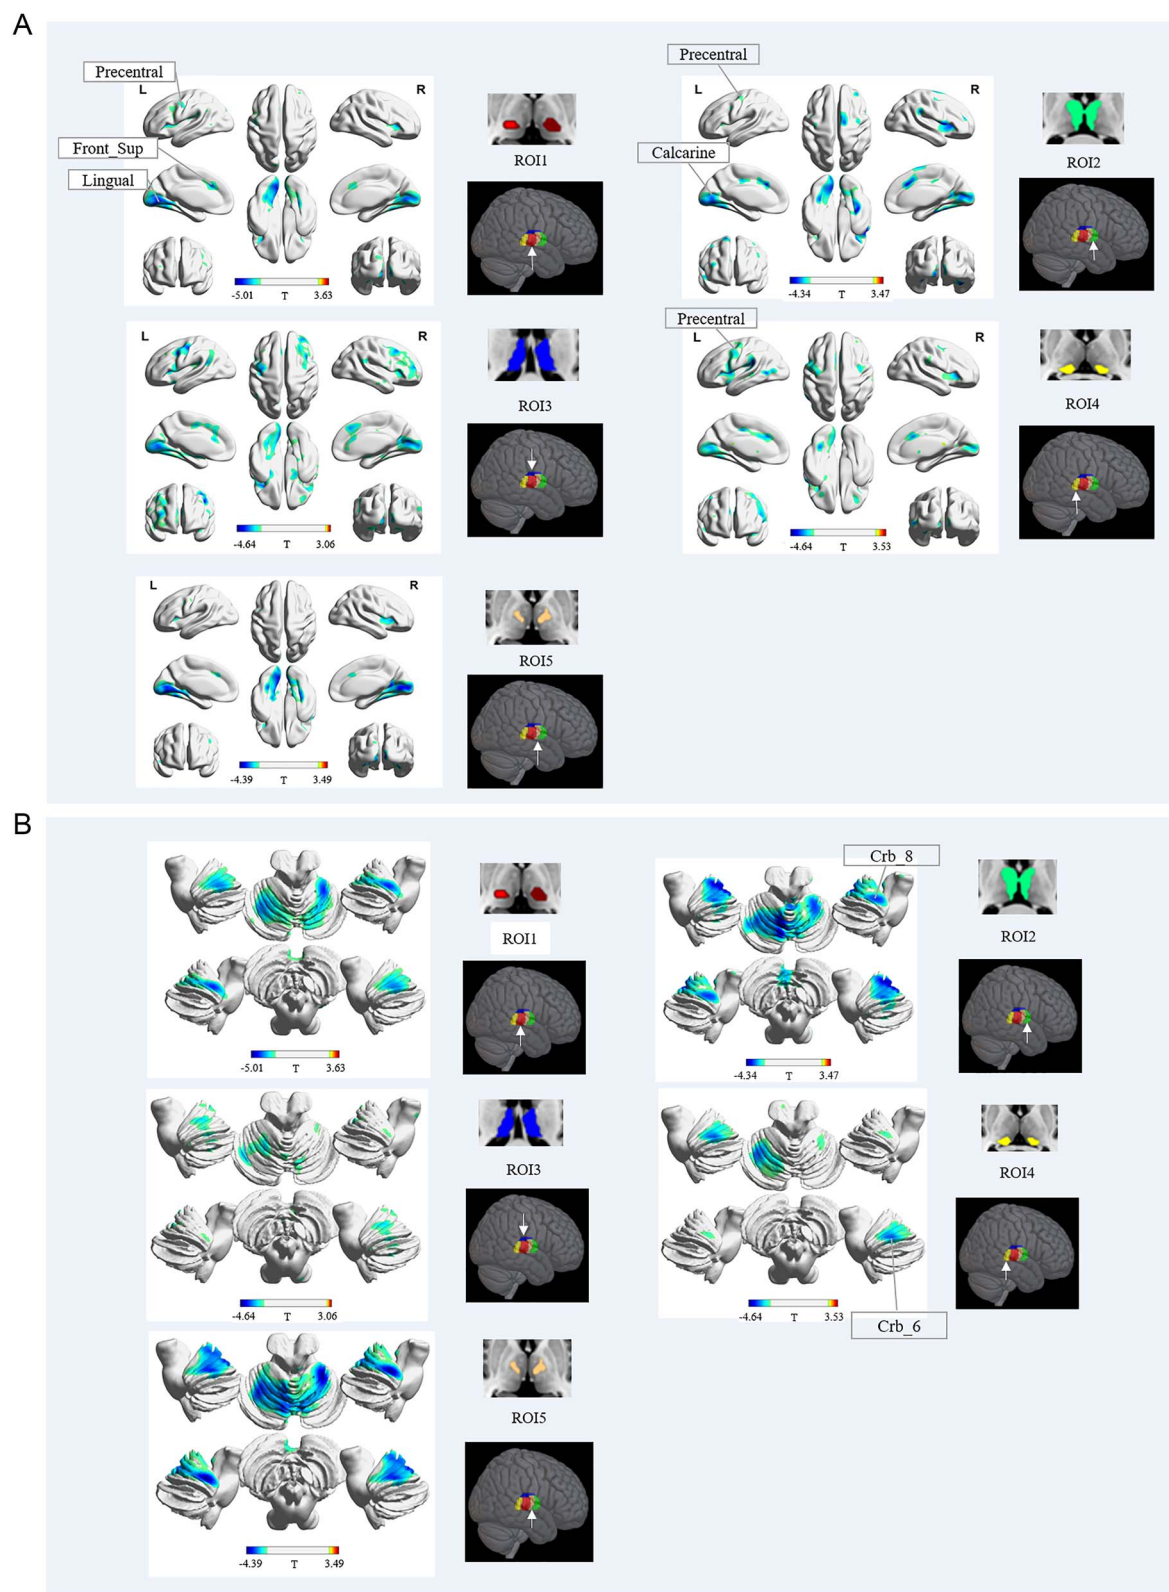 A
Precentral
L
R
Front_Sup
Lingual
-5.01 T 3.63
ROI1
Precentral
L
R
Calcarine
-4.34 T 3.47
ROI2
L
R
-4.64 T 3.06
ROI3
Precentral
L
R
-4.64 T 3.53
ROI4
L
R
-4.39 T 3.49
ROI5
B
-5.01 T 3.63
ROI1
Crb_8
-4.34 T 3.47
ROI2
-4.64 T 3.06
ROI3
-4.64 T 3.53
Crb_6
ROI4
-4.39 T 3.49
ROI5